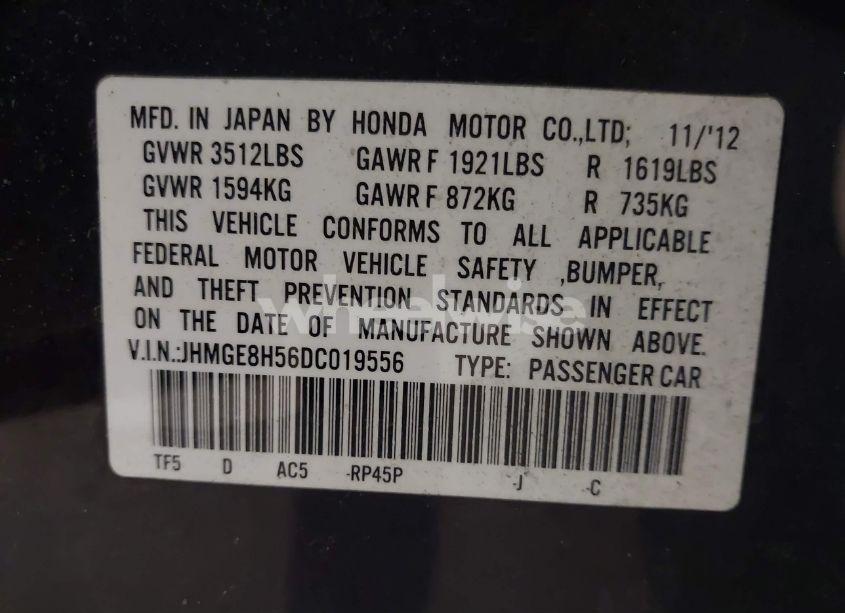 MFD. IN JAPAN BY HONDA MOTOR CO.,LTD; 11/'12
GVWR 3512LBS GAWR F 1921LBS R 1619LBS
GVWR 1594KG GAWR F 872KG R 735KG
THIS VEHICLE CONFORMS TO ALL APPLICABLE
FEDERAL MOTOR VEHICLE SAFETY ,BUMPER,
AND THEFT PREVENTION STANDARDS IN EFFECT
ON THE DATE OF MANUFACTURE SHOWN ABOVE.
V.I.N.:JHMGE8H56DC019556 TYPE: PASSENGER CAR
TF5 D AC5 -RP45P -J -C
wheelwise